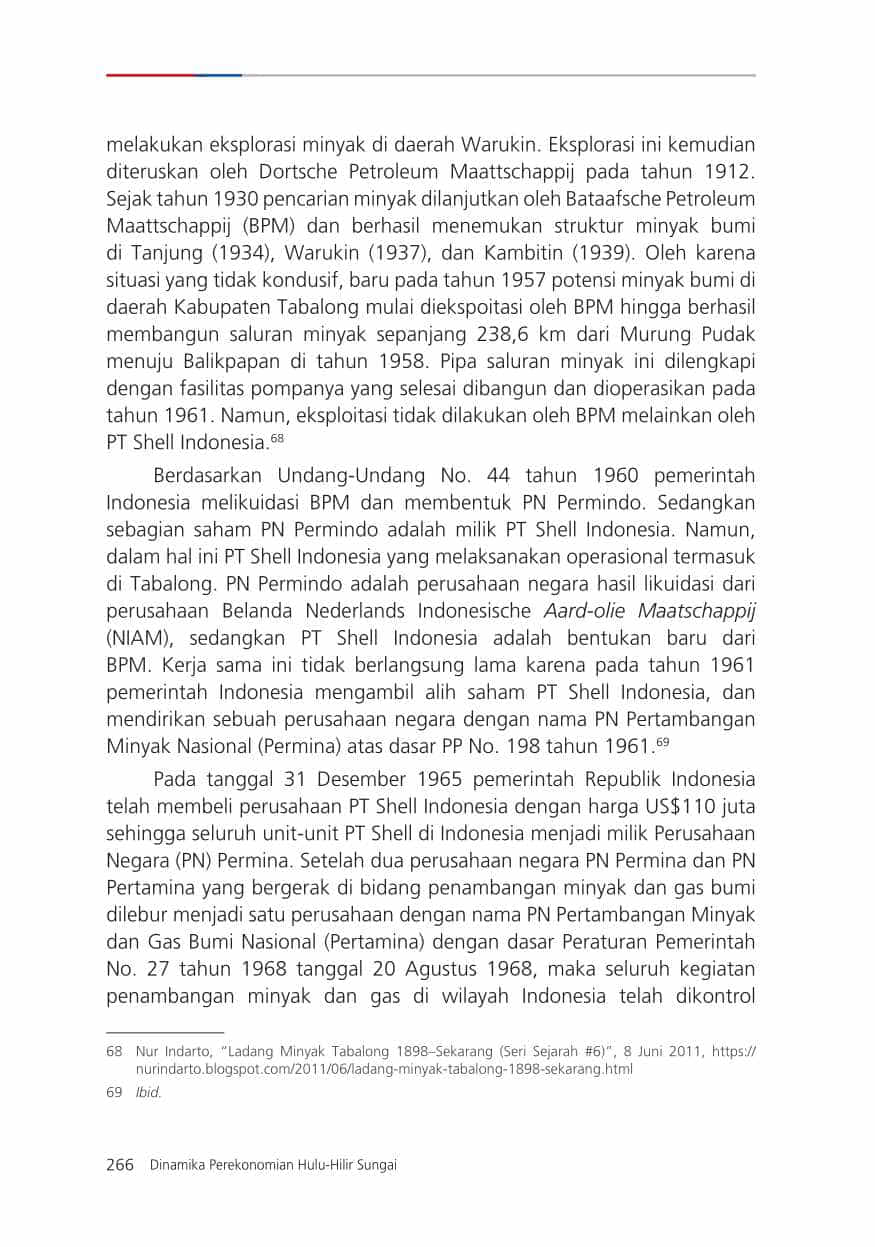 melakukan eksplorasi minyak di daerah Warukin. Eksplorasi ini kemudian
diteruskan oleh Dortsche Petroleum Maattschappij pada tahun 1912.
Sejak tahun 1930 pencarian minyak dilanjutkan oleh Bataafsche Petroleum
Maattschappij (BPM) dan berhasil menemukan struktur minyak bumi
di Tanjung (1934), Warukin (1937), dan Kambitin (1939). Oleh karena
situasi yang tidak kondusif, baru pada tahun 1957 potensi minyak bumi di
daerah Kabupaten Tabalong mulai diekspoitasi oleh BPM hingga berhasil
membangun saluran minyak sepanjang 238,6 km dari Murung Pudak
menuju Balikpapan di tahun 1958. Pipa saluran minyak ini dilengkapi
dengan fasilitas pompanya yang selesai dibangun dan dioperasikan pada
tahun 1961. Namun, eksploitasi tidak dilakukan oleh BPM melainkan oleh
PT Shell Indonesia.68
Berdasarkan Undang-Undang No. 44 tahun 1960 pemerintah
Indonesia melikuidasi BPM dan membentuk PN Permindo. Sedangkan
sebagian saham PN Permindo adalah milik PT Shell Indonesia. Namun,
dalam hal ini PT Shell Indonesia yang melaksanakan operasional termasuk
di Tabalong. PN Permindo adalah perusahaan negara hasil likuidasi dari
perusahaan Belanda Nederlands Indonesische Aard-olie Maatschappij
(NIAM), sedangkan PT Shell Indonesia adalah bentukan baru dari
BPM. Kerja sama ini tidak berlangsung lama karena pada tahun 1961
pemerintah Indonesia mengambil alih saham PT Shell Indonesia, dan
mendirikan sebuah perusahaan negara dengan nama PN Pertambangan
Minyak Nasional (Permina) atas dasar PP No. 198 tahun 1961.69
Pada tanggal 31 Desember 1965 pemerintah Republik Indonesia
telah membeli perusahaan PT Shell Indonesia dengan harga US$110 juta
sehingga seluruh unit-unit PT Shell di Indonesia menjadi milik Perusahaan
Negara (PN) Permina. Setelah dua perusahaan negara PN Permina dan PN
Pertamina yang bergerak di bidang penambangan minyak dan gas bumi
dilebur menjadi satu perusahaan dengan nama PN Pertambangan Minyak
dan Gas Bumi Nasional (Pertamina) dengan dasar Peraturan Pemerintah
No. 27 tahun 1968 tanggal 20 Agustus 1968, maka seluruh kegiatan
penambangan minyak dan gas di wilayah Indonesia telah dikontrol
68 Nur Indarto, “Ladang Minyak Tabalong 1898–Sekarang (Seri Sejarah #6)”, 8 Juni 2011, https://
nurindarto.blogspot.com/2011/06/ladang-minyak-tabalong-1898-sekarang.html
69 Ibid.
266 Dinamika Perekonomian Hulu-Hilir Sungai